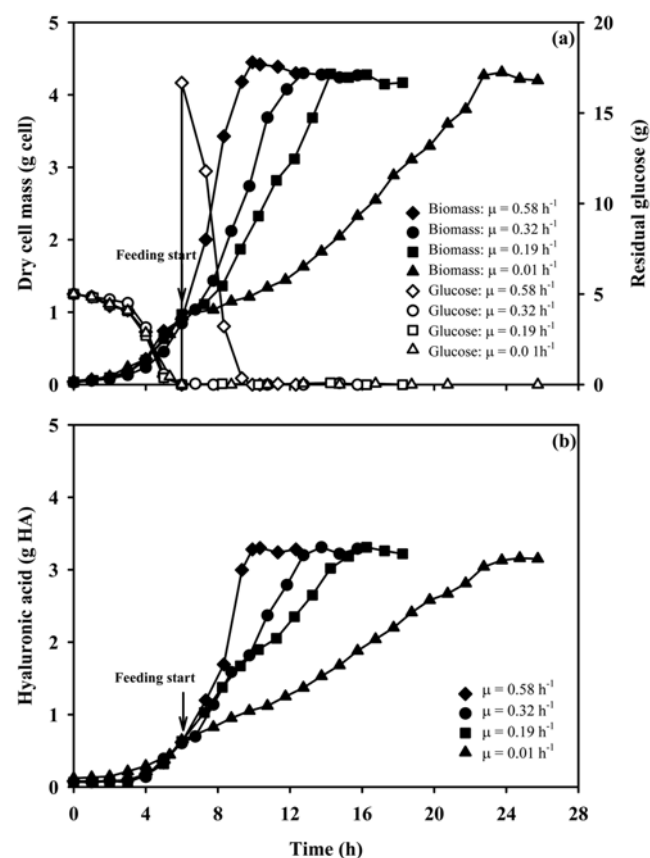 (a)
5
4
3
2
1
0
Dry cell mass (g cell)
20
15
10
5
0
Residual glucose (g)
Feeding start
Biomass: μ = 0.58 h⁻¹
Biomass: μ = 0.32 h⁻¹
Biomass: μ = 0.19 h⁻¹
Biomass: μ = 0.01 h⁻¹
Glucose: μ = 0.58 h⁻¹
Glucose: μ = 0.32 h⁻¹
Glucose: μ = 0.19 h⁻¹
Glucose: μ = 0.0 1h⁻¹
(b)
5
4
3
2
1
0
Hyaluronic acid (g HA)
Feeding start
μ = 0.58 h⁻¹
μ = 0.32 h⁻¹
μ = 0.19 h⁻¹
μ = 0.01 h⁻¹
0 4 8 12 16 20 24 28
Time (h)